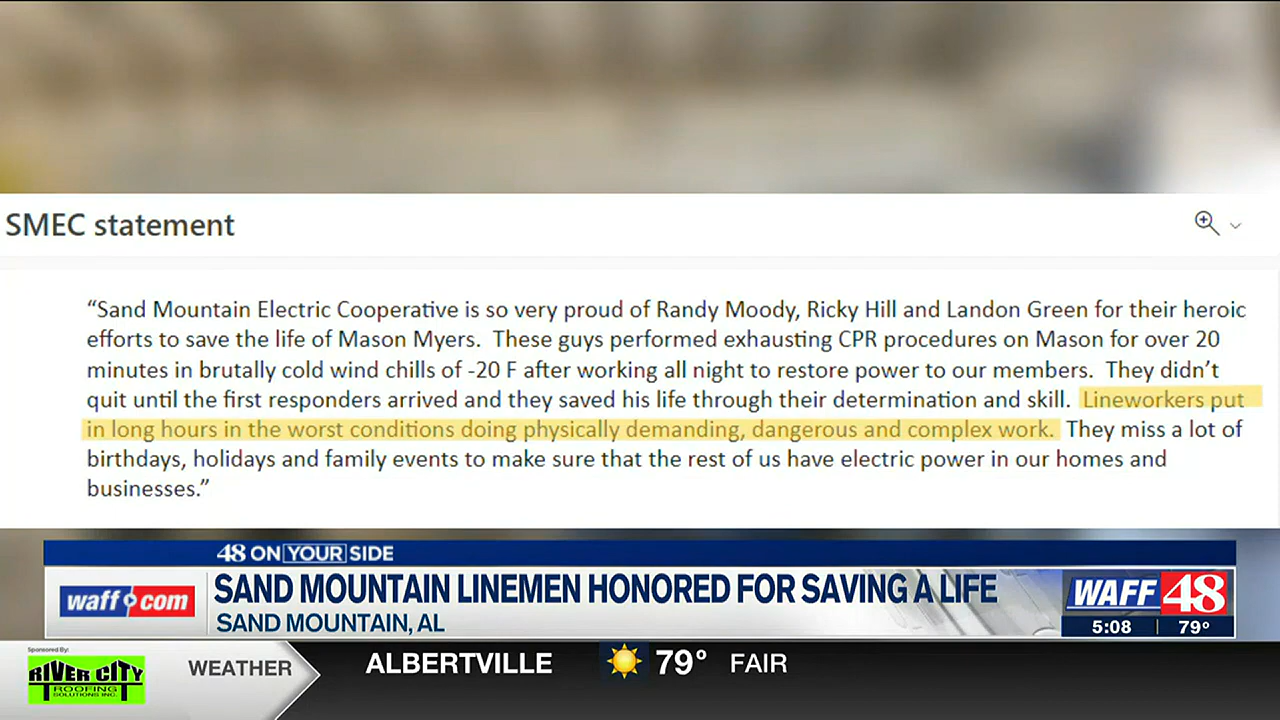 SMEC statement
“Sand Mountain Electric Cooperative is so very proud of Randy Moody, Ricky Hill and Landon Green for their heroic
efforts to save the life of Mason Myers.  These guys performed exhausting CPR procedures on Mason for over 20
minutes in brutally cold wind chills of -20 F after working all night to restore power to our members.  They didn’t
quit until the first responders arrived and they saved his life through their determination and skill.  Lineworkers put
in long hours in the worst conditions doing physically demanding, dangerous and complex work.  They miss a lot of
birthdays, holidays and family events to make sure that the rest of us have electric power in our homes and
businesses.”
48 ON YOUR SIDE
waff com
SAND MOUNTAIN LINEMEN HONORED FOR SAVING A LIFE
SAND MOUNTAIN, AL
WAFF 48
5:08 | 79°
Sponsored By:
RIVER CITY
ROOFING
SOLUTIONS INC.
WEATHER
ALBERTVILLE 79° FAIR